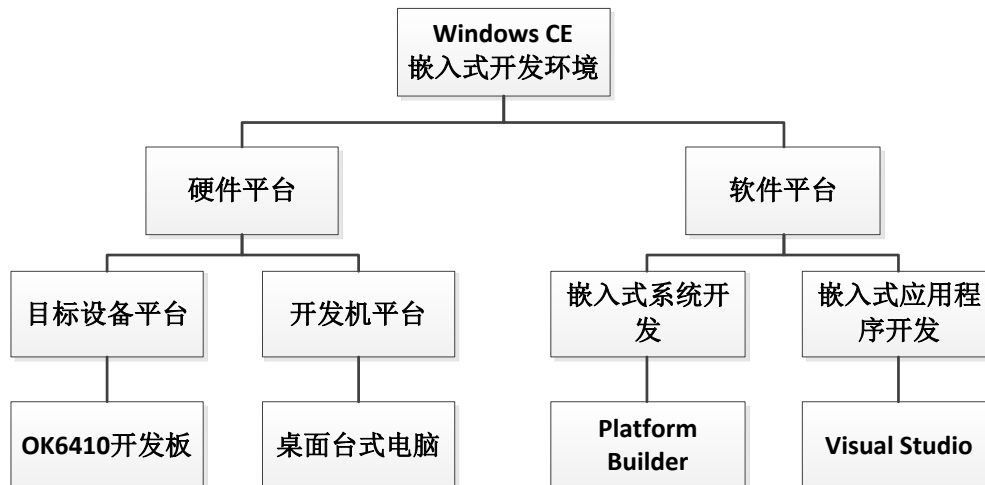 Windows CE
嵌入式开发环境
硬件平台
软件平台
目标设备平台
开发机平台
嵌入式系统开
发
嵌入式应用程
序开发
OK6410开发板
桌面台式电脑
Platform
Builder
Visual Studio